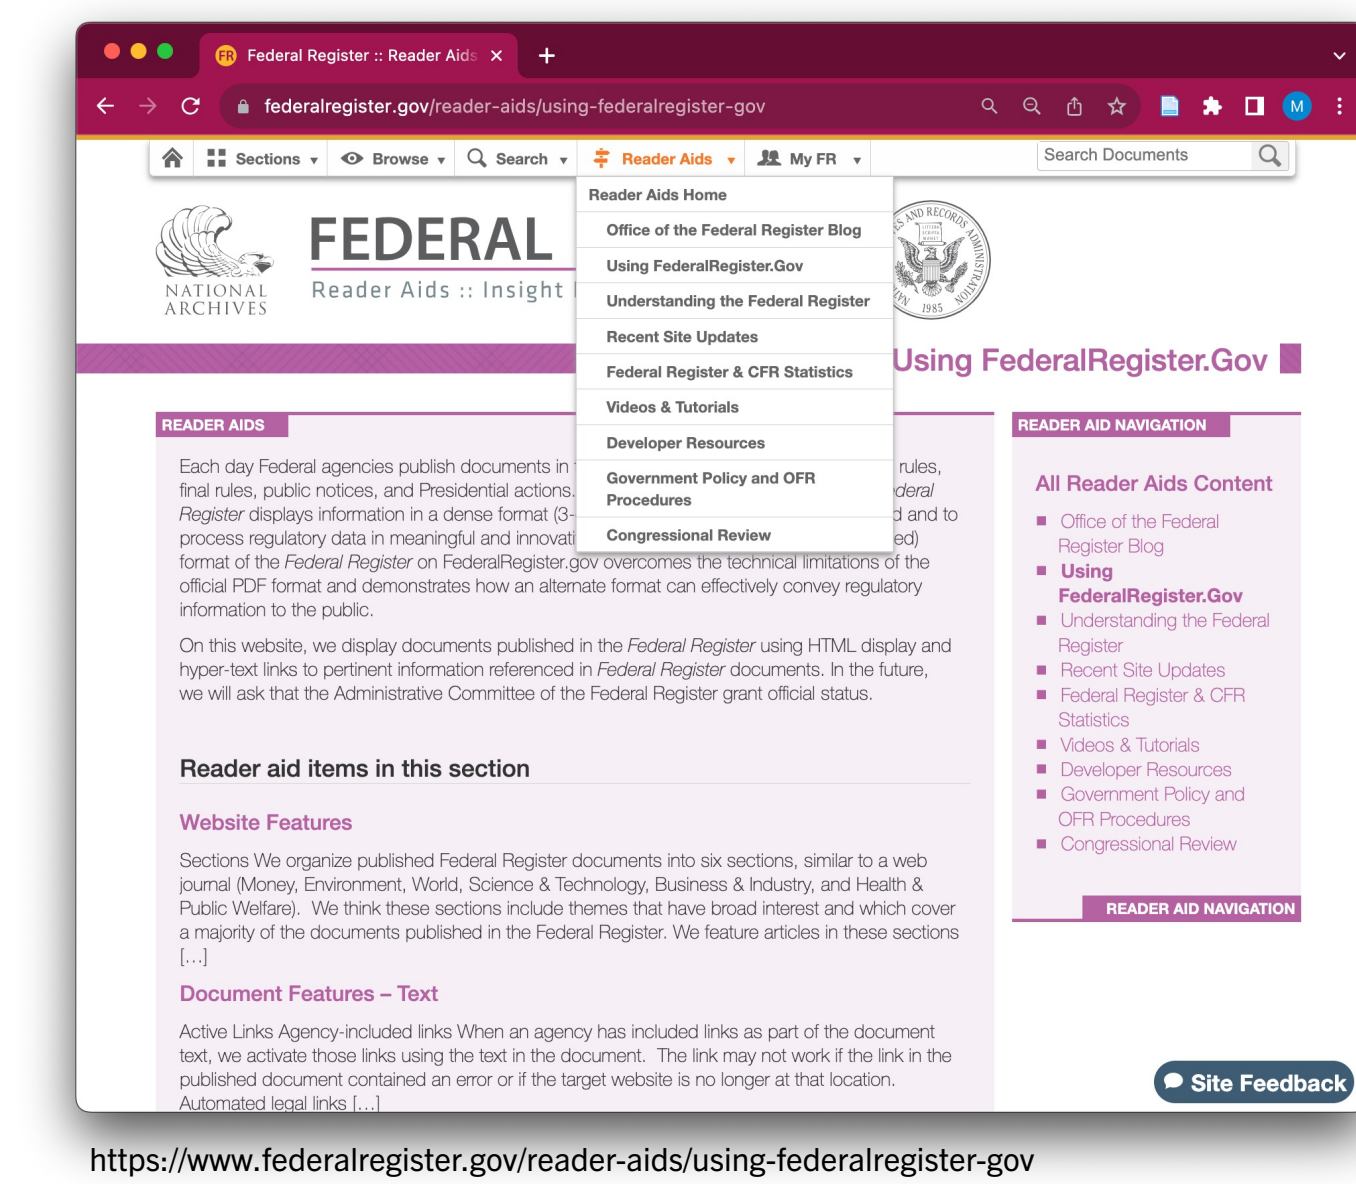 Federal Register :: Reader Aids
federalregister.gov/reader-aids/using-federalregister-gov
M
Sections Browse Search Reader Aids My FR
Search Documents
Reader Aids Home
Office of the Federal Register Blog
Using FederalRegister.Gov
Understanding the Federal Register
Recent Site Updates
Federal Register & CFR Statistics
Videos & Tutorials
Developer Resources
Government Policy and OFR
Procedures
Congressional Review
NATIONAL
ARCHIVES
FEDERAL
Reader Aids :: Insight
1985
Using FederalRegister.Gov
READER AIDS
Each day Federal agencies publish documents in rules,
final rules, public notices, and Presidential actions.
Register displays information in a dense format (3- and to
process regulatory data in meaningful and
format of the Federal Register on FederalRegister.gov overcomes the technical limitations of the
official PDF format and demonstrates how an alternate format can effectively convey regulatory
information to the public.
On this website, we display documents published in the Federal Register using HTML display and
hyper-text links to pertinent information referenced in Federal Register documents. In the future,
we will ask that the Administrative Committee of the Federal Register grant official status.
Reader aid items in this section
Website Features
Sections We organize published Federal Register documents into six sections, similar to a web
journal (Money, Environment, World, Science & Technology, Business & Industry, and Health &
Public Welfare). We think these sections include themes that have broad interest and which cover
a majority of the documents published in the Federal Register. We feature articles in these sections
[…]
Document Features – Text
Active Links Agency-included links When an agency has included links as part of the document
text, we activate those links using the text in the document. The link may not work if the link in the
published document contained an error or if the target website is no longer at that location.
Automated legal links […]
READER AID NAVIGATION
All Reader Aids Content
Office of the Federal
Register Blog
Using
FederalRegister.Gov
Understanding the Federal
Register
Recent Site Updates
Federal Register & CFR
Statistics
Videos & Tutorials
Developer Resources
Government Policy and
OFR Procedures
Congressional Review
READER AID NAVIGATION
Site Feedback
https://www.federalregister.gov/reader-aids/using-federalregister-gov